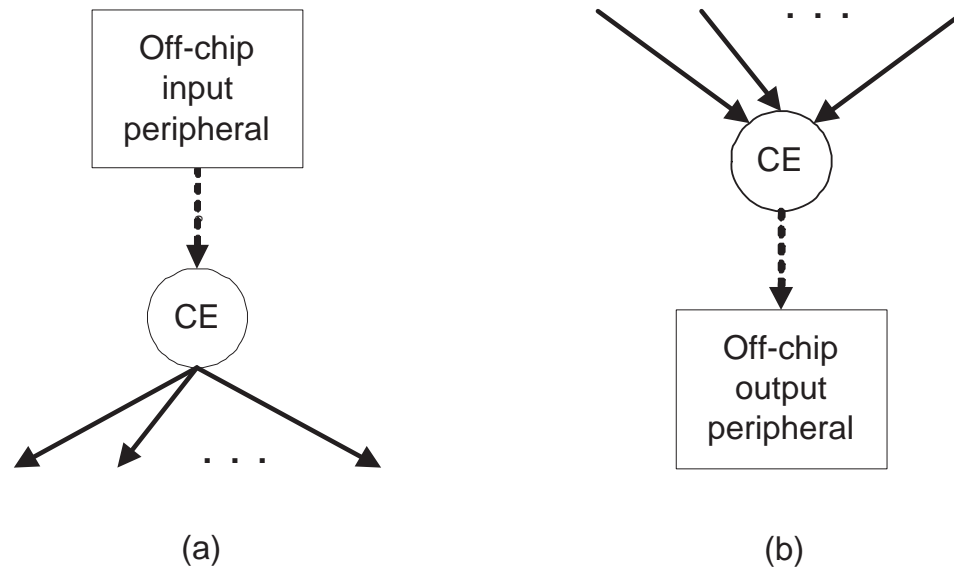 Off-chip
input
peripheral
CE
. . .
(a)
. . .
CE
Off-chip
output
peripheral
(b)